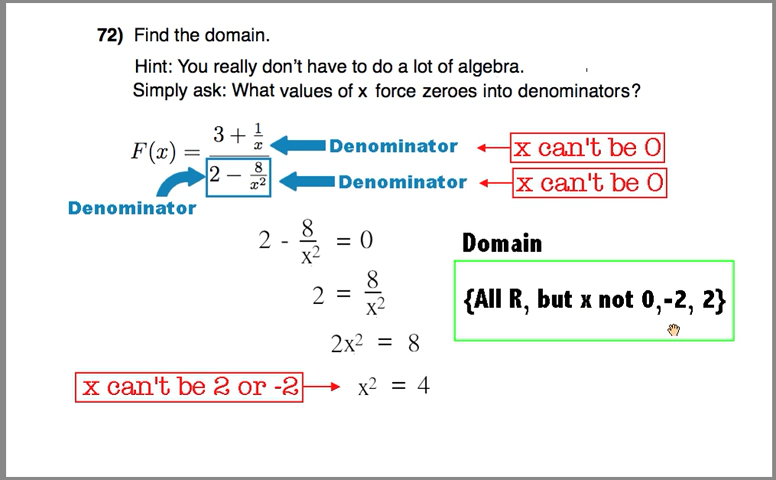 72) Find the domain.
Hint: You really don't have to do a lot of algebra.
Simply ask: What values of x force zeroes into denominators?
F(x) = (3 + 1/x) / (2 − 8/x²)
Denominator
x can't be 0
Denominator
x can't be 0
Denominator
2 - 8/x² = 0
2 = 8/x²
2x² = 8
x² = 4
x can't be 2 or -2
Domain
{All R, but x not 0,-2, 2}